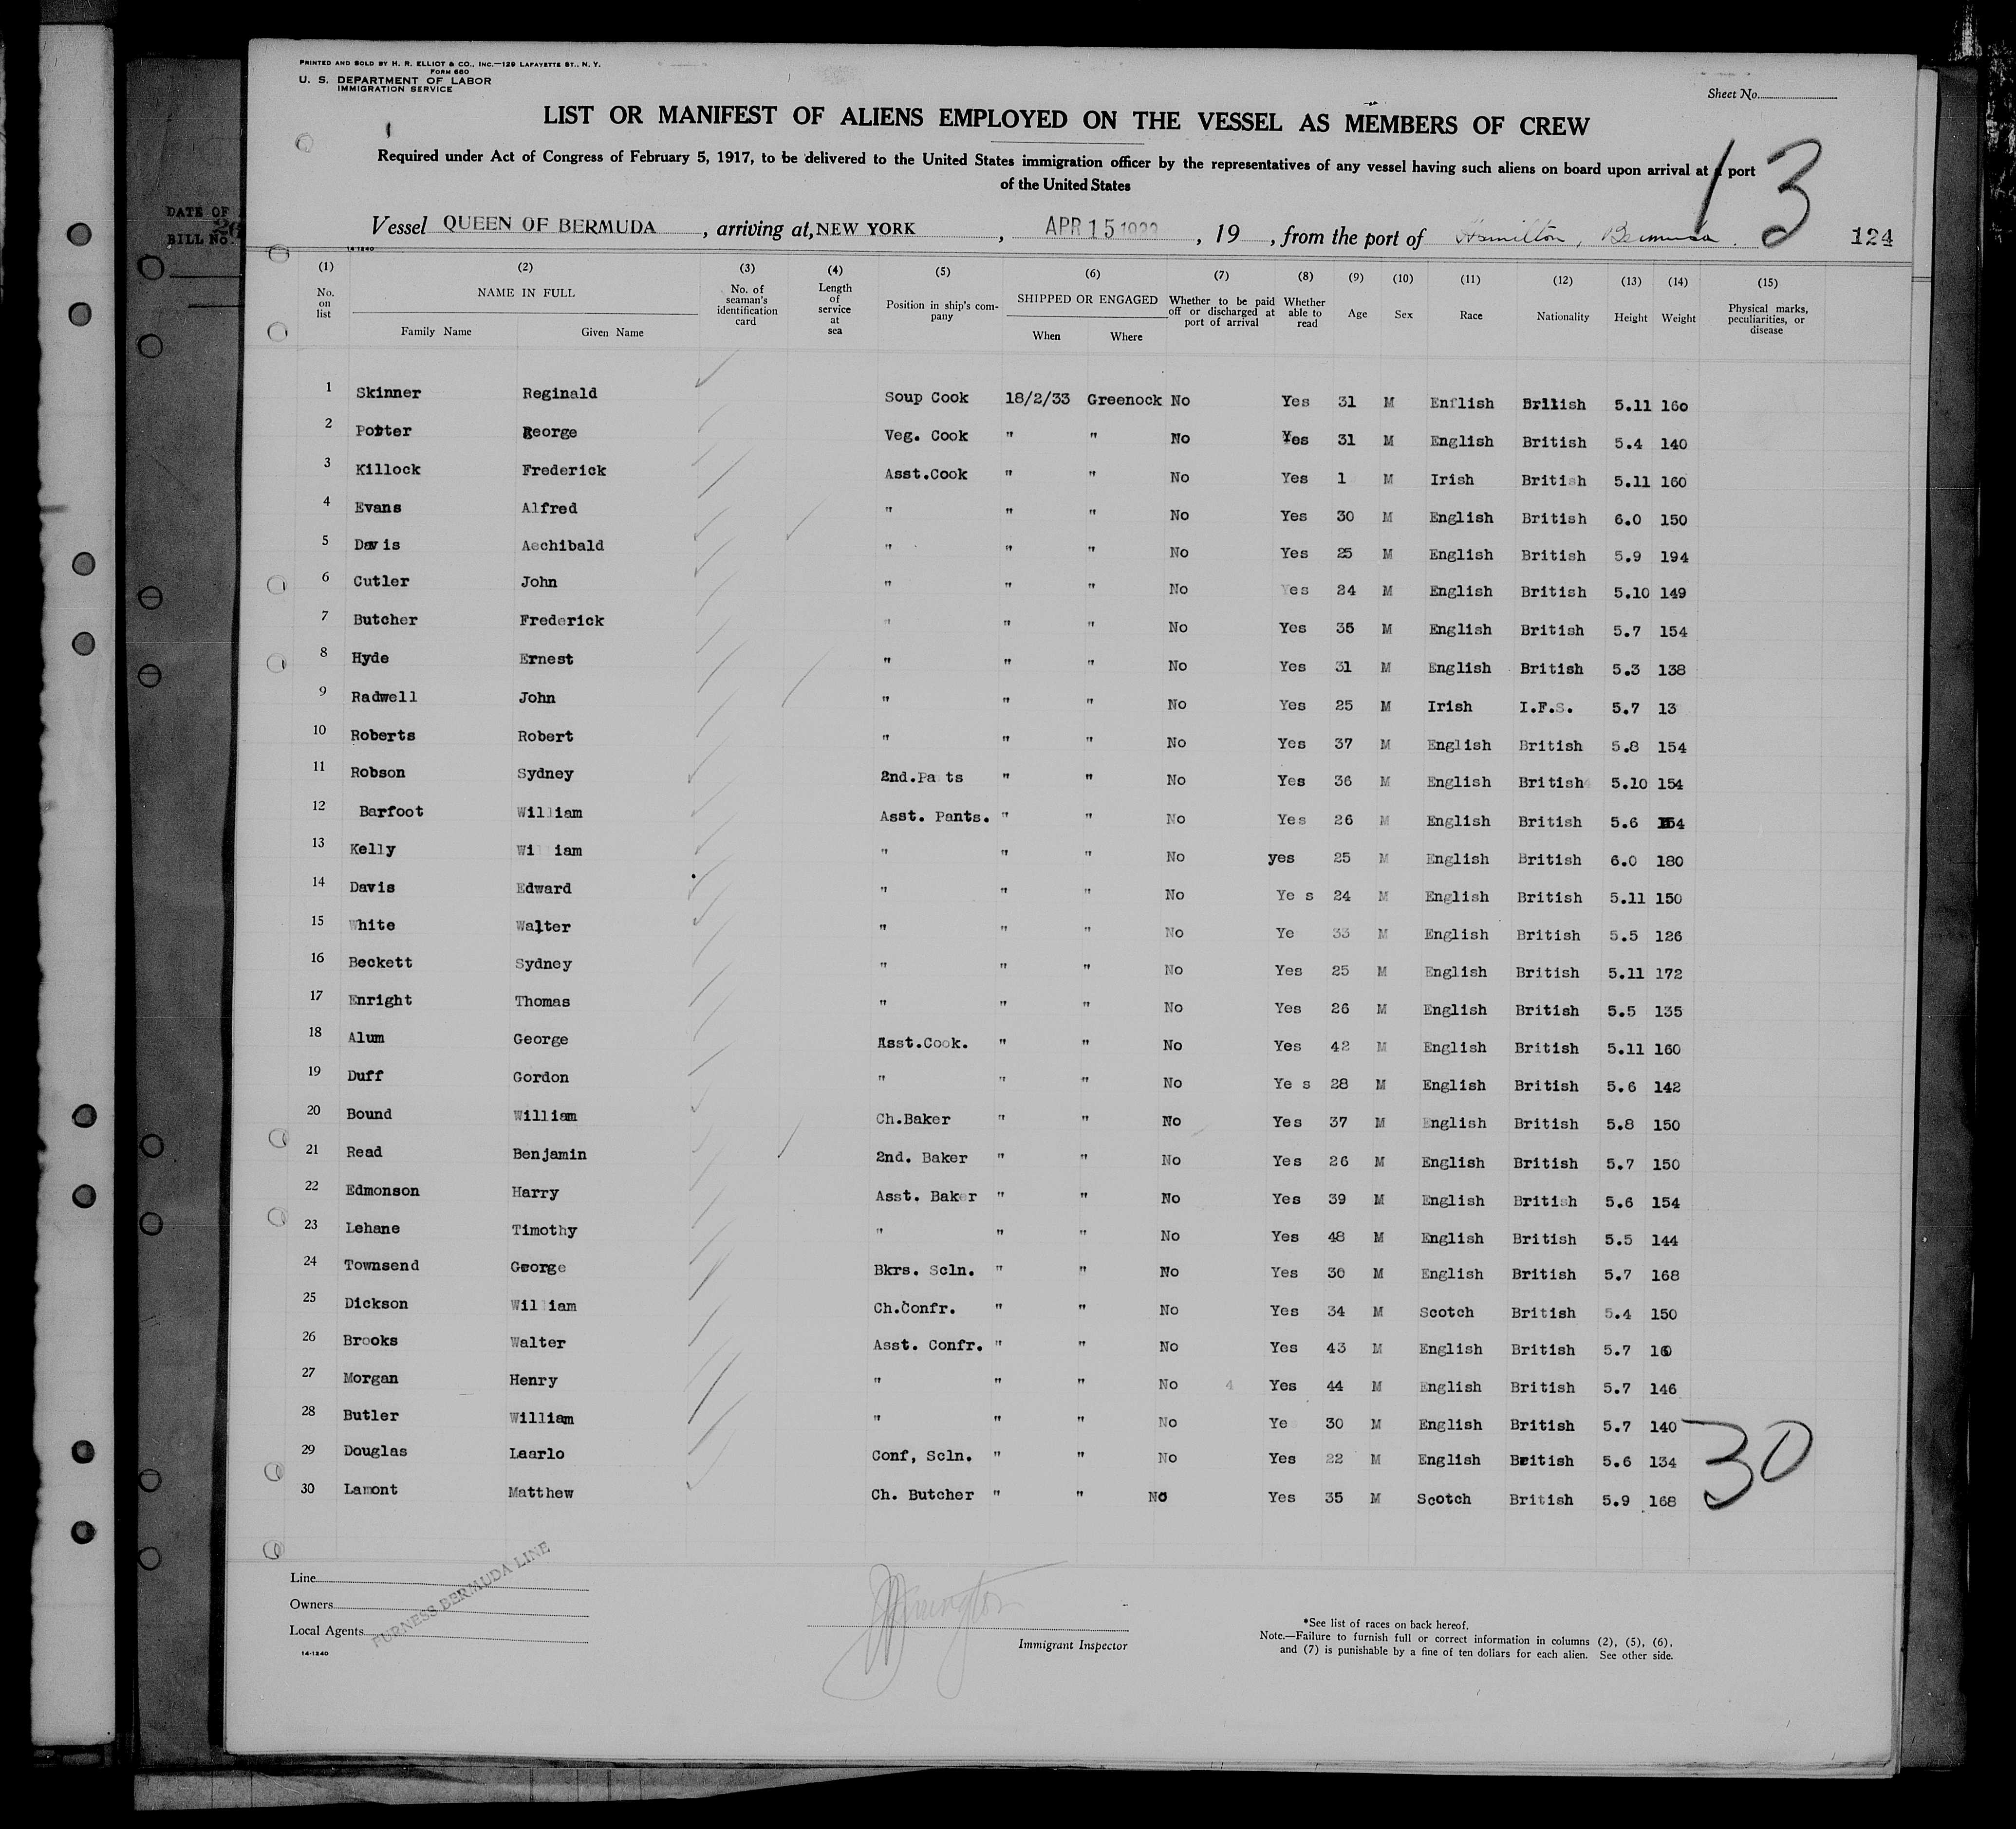 PRINTED AND SOLD BY H. R. ELLIOT & CO., INC.—129 LAFAYETTE ST., N. Y.
FORM 680
U. S. DEPARTMENT OF LABOR
IMMIGRATION SERVICE
Sheet No.
LIST OR MANIFEST OF ALIENS EMPLOYED ON THE VESSEL AS MEMBERS OF CREW
Required under Act of Congress of February 5, 1917, to be delivered to the United States immigration officer by the representatives of any vessel having such aliens on board upon arrival at a port
of the United States
13
DATE OF
BILL No.
Vessel QUEEN OF BERMUDA, arriving at, NEW YORK, APR 15 1933, 19 , from the port of Hamilton, Bermuda. 124
14-1240
(1) (2) (3) (4) (5) (6) (7) (8) (9) (10) (11) (12) (13) (14) (15)
No. on list NAME IN FULL Family Name Given Name No. of seaman's identification card Length of service at sea Position in ship's company SHIPPED OR ENGAGED When Where Whether to be paid off or discharged at port of arrival Whether able to read Age Sex Race Nationality Height Weight Physical marks, peculiarities, or disease
1 Skinner Reginald Soup Cook 18/2/33 Greenock No Yes 31 M Enflish British 5.11 160
2 Potter George Veg. Cook " " No Yes 31 M English British 5.4 140
3 Killock Frederick Asst.Cook " " No Yes 1 M Irish British 5.11 160
4 Evans Alfred " " " No Yes 30 M English British 6.0 150
5 Davis Aechibald " " " No Yes 25 M English British 5.9 194
6 Cutler John " " " No Yes 24 M English British 5.10 149
7 Butcher Frederick " " " No Yes 35 M English British 5.7 154
8 Hyde Ernest " " " No Yes 31 M English British 5.3 138
9 Radwell John " " " No Yes 25 M Irish I.F.S. 5.7 13
10 Roberts Robert " " " No Yes 37 M English British 5.8 154
11 Robson Sydney 2nd.Pa ts " " No Yes 36 M English British 5.10 154
12 Barfoot William Asst. Pants. " " No Yes 26 M English British 5.6 154
13 Kelly Wi iam " " " No yes 25 M English British 6.0 180
14 Davis Edward " " " No Ye s 24 M English British 5.11 150
15 White Walter " " " No Ye 33 M English British 5.5 126
16 Beckett Sydney " " " No Yes 25 M English British 5.11 172
17 Enright Thomas " " " No Yes 26 M English British 5.5 135
18 Alum George Asst.Cook. " " No Yes 42 M English British 5.11 160
19 Duff Gordon " " " No Ye s 28 M English British 5.6 142
20 Bound William Ch.Baker " " No Yes 37 M English British 5.8 150
21 Read Benjamin 2nd. Baker " " No Yes 26 M English British 5.7 150
22 Edmonson Harry Asst. Baker " " No Yes 39 M English British 5.6 154
23 Lehane Timothy " " " No Yes 48 M English British 5.5 144
24 Townsend George Bkrs. Scln. " " No Yes 30 M English British 5.7 168
25 Dickson Wil iam Ch.Confr. " " No Yes 34 M Scotch British 5.4 150
26 Brooks Walter Asst. Confr. " " No Yes 43 M English British 5.7
27 Morgan Henry " " " No 4 Yes 44 M English British 5.7 146
28 Butler William " " " No Ye 30 M English British 5.7 140
29 Douglas Laarlo Conf, Scln. " " No Yes 22 M English British 5.6 134
30 Lamont Matthew Ch. Butcher " " No Yes 35 M Scotch British 5.9 168
30
Line
Owners
Local Agents
FURNESS BERMUDA LINE
14-1240
Immigrant Inspector
*See list of races on back hereof.
Note.—Failure to furnish full or correct information in columns (2), (5), (6),
and (7) is punishable by a fine of ten dollars for each alien. See other side.